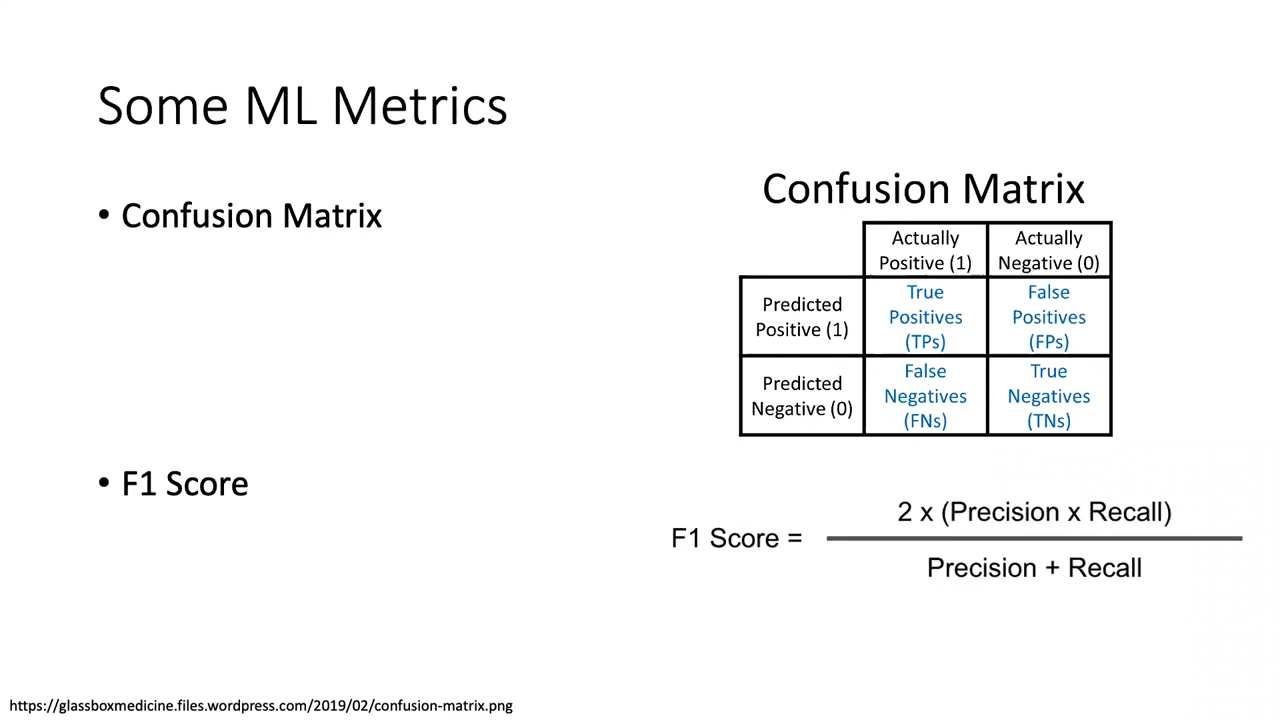 Some ML Metrics
• Confusion Matrix
Confusion Matrix
Actually
Positive (1)
Actually
Negative (0)
Predicted
Positive (1)
True
Positives
(TPs)
False
Positives
(FPs)
Predicted
Negative (0)
False
Negatives
(FNs)
True
Negatives
(TNs)
• F1 Score
F1 Score =
2 x (Precision x Recall)
Precision + Recall
https://glassboxmedicine.files.wordpress.com/2019/02/confusion-matrix.png